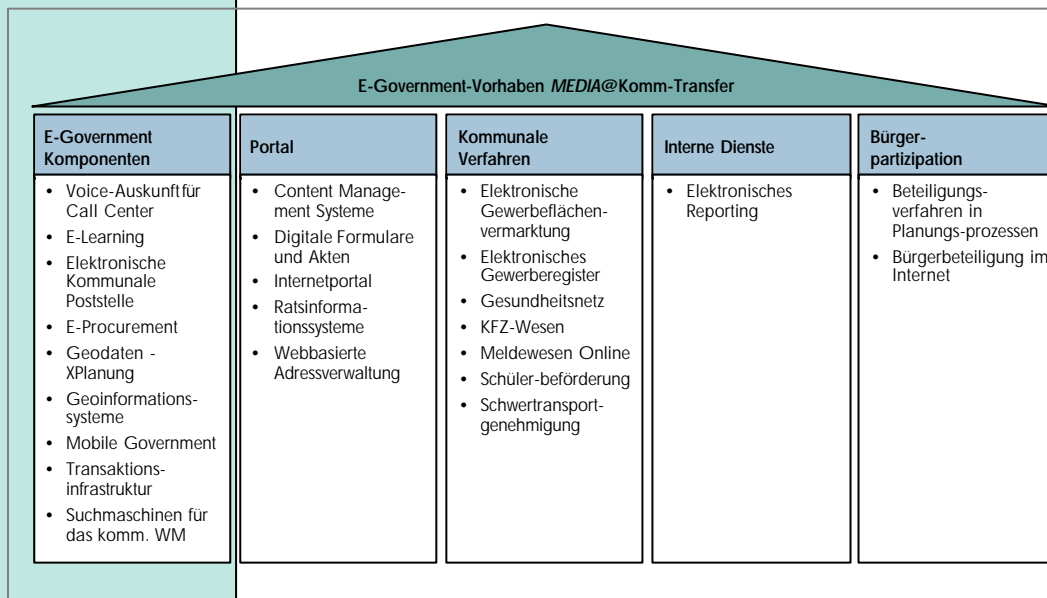 E-Government-Vorhaben MEDIA@Komm-Transfer
E-Government
Komponenten
• Voice-Auskunft für
Call Center
• E-Learning
• Elektronische
Kommunale
Poststelle
• E-Procurement
• Geodaten -
XPlanung
• Geoinformations-
systeme
• Mobile Government
• Transaktions-
infrastruktur
• Suchmaschinen für
das komm. WM
Portal
• Content Manage-
ment Systeme
• Digitale Formulare
und Akten
• Internetportal
• Ratsinforma-
tionssysteme
• Webbasierte
Adressverwaltung
Kommunale
Verfahren
• Elektronische
Gewerbeflächen-
vermarktung
• Elektronisches
Gewerberegister
• Gesundheitsnetz
• KFZ-Wesen
• Meldewesen Online
• Schüler-beförderung
• Schwertransport-
genehmigung
Interne Dienste
• Elektronisches
Reporting
Bürger-
partizipation
• Beteiligungs-
verfahren in
Planungs-prozessen
• Bürgerbeteiligung im
Internet